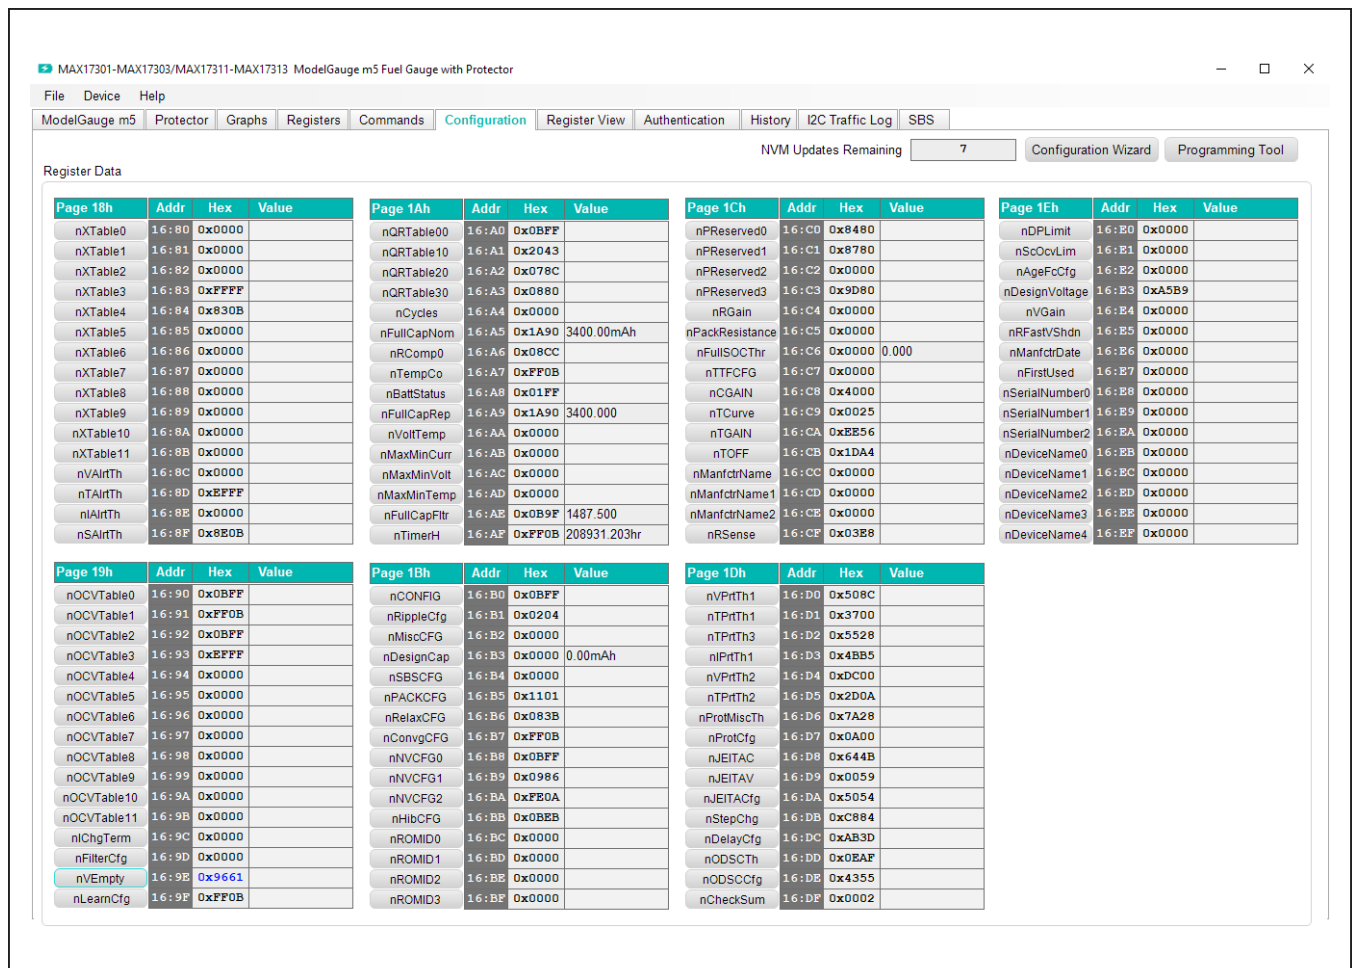 MAX17301-MAX17303/MAX17311-MAX17313 ModelGauge m5 Fuel Gauge with Protector
File Device Help
ModelGauge m5 Protector Graphs Registers Commands Configuration Register View Authentication History I2C Traffic Log SBS
NVM Updates Remaining 7 Configuration Wizard Programming Tool
Register Data
Page 18h Addr Hex Value
nXTable0 16:80 0x0000
nXTable1 16:81 0x0000
nXTable2 16:82 0x0000
nXTable3 16:83 0xFFFF
nXTable4 16:84 0x830B
nXTable5 16:85 0x0000
nXTable6 16:86 0x0000
nXTable7 16:87 0x0000
nXTable8 16:88 0x0000
nXTable9 16:89 0x0000
nXTable10 16:8A 0x0000
nXTable11 16:8B 0x0000
nVAlrtTh 16:8C 0x0000
nTAlrtTh 16:8D 0xEFFF
nIAlrtTh 16:8E 0x0000
nSAlrtTh 16:8F 0x8E0B
Page 1Ah Addr Hex Value
nQRTable00 16:A0 0x0BFF
nQRTable10 16:A1 0x2043
nQRTable20 16:A2 0x078C
nQRTable30 16:A3 0x0880
nCycles 16:A4 0x0000
nFullCapNom 16:A5 0x1A90 3400.00mAh
nRComp0 16:A6 0x08CC
nTempCo 16:A7 0xFF0B
nBattStatus 16:A8 0x01FF
nFullCapRep 16:A9 0x1A90 3400.000
nVoltTemp 16:AA 0x0000
nMaxMinCurr 16:AB 0x0000
nMaxMinVolt 16:AC 0x0000
nMaxMinTemp 16:AD 0x0000
nFullCapFltr 16:AE 0x0B9F 1487.500
nTimerH 16:AF 0xFF0B 208931.203hr
Page 1Ch Addr Hex Value
nPReserved0 16:C0 0x8480
nPReserved1 16:C1 0x8780
nPReserved2 16:C2 0x0000
nPReserved3 16:C3 0x9D80
nRGain 16:C4 0x0000
nPackResistance 16:C5 0x0000
nFullSOCThr 16:C6 0x0000 0.000
nTTFCFG 16:C7 0x0000
nCGAIN 16:C8 0x4000
nTCurve 16:C9 0x0025
nTGAIN 16:CA 0xEE56
nTOFF 16:CB 0x1DA4
nManfctrName 16:CC 0x0000
nManfctrName1 16:CD 0x0000
nManfctrName2 16:CE 0x0000
nRSense 16:CF 0x03E8
Page 1Eh Addr Hex Value
nDPLimit 16:E0 0x0000
nScOcvLim 16:E1 0x0000
nAgeFcCfg 16:E2 0x0000
nDesignVoltage 16:E3 0xA5B9
nVGain 16:E4 0x0000
nRFastVShdn 16:E5 0x0000
nManfctrDate 16:E6 0x0000
nFirstUsed 16:E7 0x0000
nSerialNumber0 16:E8 0x0000
nSerialNumber1 16:E9 0x0000
nSerialNumber2 16:EA 0x0000
nDeviceName0 16:EB 0x0000
nDeviceName1 16:EC 0x0000
nDeviceName2 16:ED 0x0000
nDeviceName3 16:EE 0x0000
nDeviceName4 16:EF 0x0000
Page 19h Addr Hex Value
nOCVTable0 16:90 0x0BFF
nOCVTable1 16:91 0xFF0B
nOCVTable2 16:92 0x0BFF
nOCVTable3 16:93 0xEFFF
nOCVTable4 16:94 0x0000
nOCVTable5 16:95 0x0000
nOCVTable6 16:96 0x0000
nOCVTable7 16:97 0x0000
nOCVTable8 16:98 0x0000
nOCVTable9 16:99 0x0000
nOCVTable10 16:9A 0x0000
nOCVTable11 16:9B 0x0000
nIChgTerm 16:9C 0x0000
nFilterCfg 16:9D 0x0000
nVEmpty 16:9E 0x9661
nLearnCfg 16:9F 0xFF0B
Page 1Bh Addr Hex Value
nCONFIG 16:B0 0x0BFF
nRippleCfg 16:B1 0x0204
nMiscCFG 16:B2 0x0000
nDesignCap 16:B3 0x0000 0.00mAh
nSBSCFG 16:B4 0x0000
nPACKCFG 16:B5 0x1101
nRelaxCFG 16:B6 0x083B
nConvgCFG 16:B7 0xFF0B
nNVCFG0 16:B8 0x0BFF
nNVCFG1 16:B9 0x0986
nNVCFG2 16:BA 0xFE0A
nHibCFG 16:BB 0x0BEB
nROMID0 16:BC 0x0000
nROMID1 16:BD 0x0000
nROMID2 16:BE 0x0000
nROMID3 16:BF 0x0000
Page 1Dh Addr Hex Value
nVPrtTh1 16:D0 0x508C
nTPrtTh1 16:D1 0x3700
nTPrtTh3 16:D2 0x5528
nIPrtTh1 16:D3 0x4BB5
nVPrtTh2 16:D4 0xDC00
nTPrtTh2 16:D5 0x2D0A
nProtMiscTh 16:D6 0x7A28
nProtCfg 16:D7 0x0A00
nJEITAC 16:D8 0x644B
nJEITAV 16:D9 0x0059
nJEITACfg 16:DA 0x5054
nStepChg 16:DB 0xC884
nDelayCfg 16:DC 0xAB3D
nODSCTh 16:DD 0x0EAF
nODSCCfg 16:DE 0x4355
nCheckSum 16:DF 0x0002